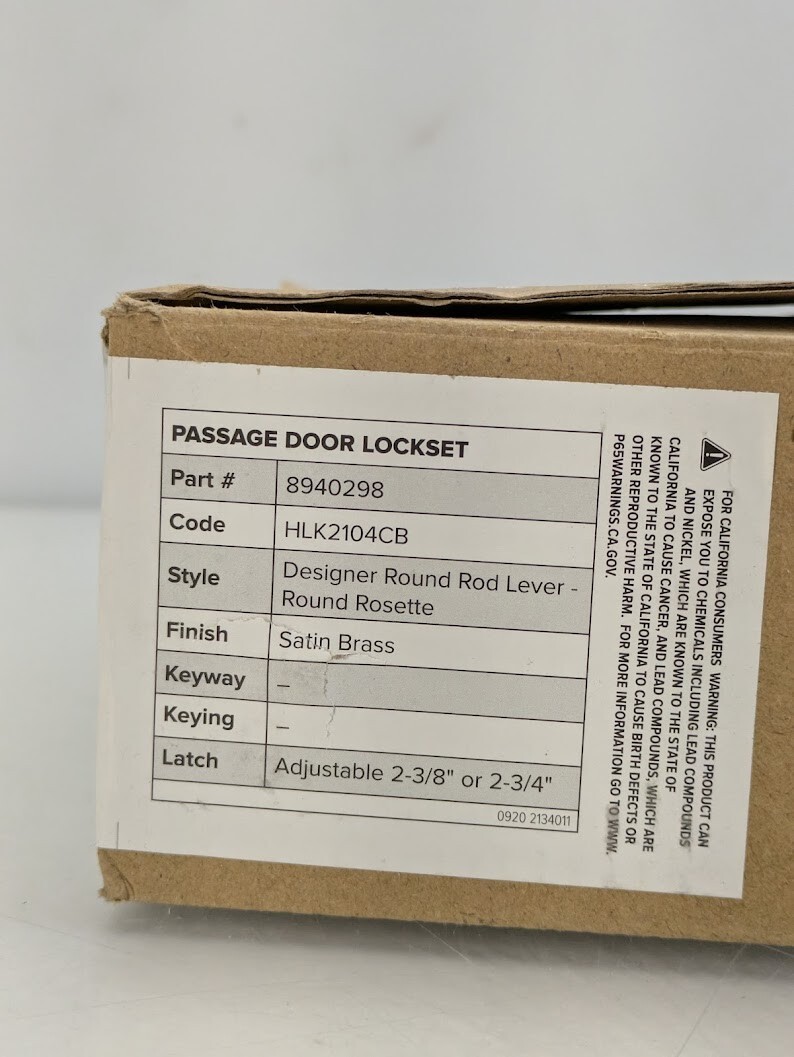 PASSAGE DOOR LOCKSET
Part # 8940298
Code HLK2104CB
Style Designer Round Rod Lever -
Round Rosette
Finish Satin Brass
Keyway –
Keying –
Latch Adjustable 2-3/8" or 2-3/4"
0920 2134011
FOR CALIFORNIA CONSUMERS WARNING: THIS PRODUCT CAN
EXPOSE YOU TO CHEMICALS INCLUDING LEAD COMPOUNDS
AND NICKEL, WHICH ARE KNOWN TO THE STATE OF
CALIFORNIA TO CAUSE CANCER, AND LEAD COMPOUNDS, WHICH ARE
KNOWN TO THE STATE OF CALIFORNIA TO CAUSE BIRTH DEFECTS OR
OTHER REPRODUCTIVE HARM. FOR MORE INFORMATION GO TO WWW.
P65WARNINGS.CA.GOV.